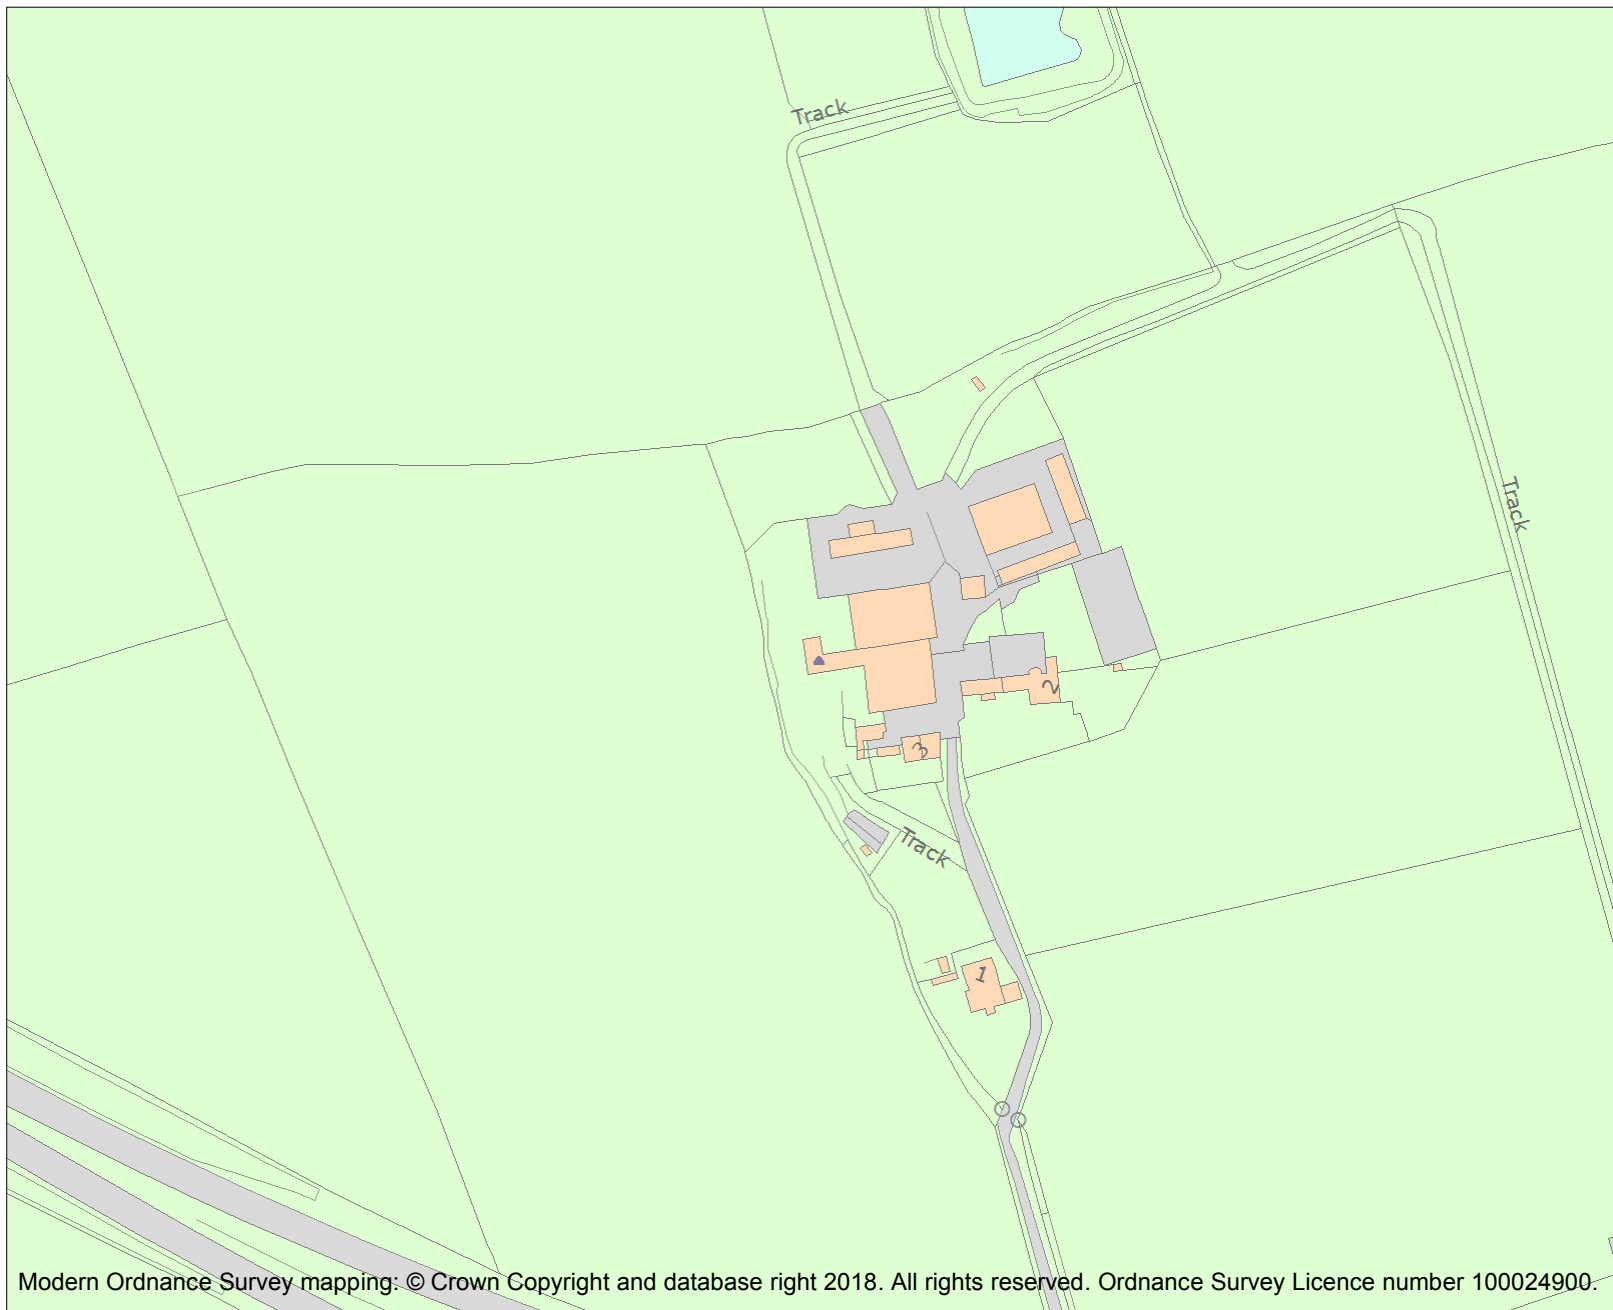 Track
Track
2
3
Track
1
Modern Ordnance Survey mapping: © Crown Copyright and database right 2018. All rights reserved. Ordnance Survey Licence number 100024900.